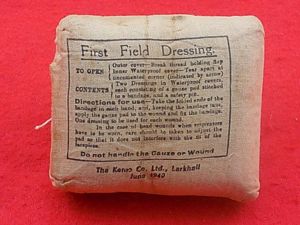 First Field Dressing.
TO OPEN
Outer cover—Break thread holding flap
Inner Waterproof cover—Tear apart at
uncemented corner (indicated by arrow)
CONTENTS
Two Dressings in Waterproof covers,
each consisting of a gauze pad stitched
to a bandage, and a safety pin.
Directions for use—Take the folded ends of the
bandage in each hand, and, keeping the bandage taut,
apply the gauze pad to the wound and fix the bandage.
One dressing to be used for each wound.
In the case of head wounds when respirators
have to be worn, care should be taken to adjust the
pad so that it does not interfere with the fit of the
facepiece.
Do not handle the Gauze or Wound
The Co. Ltd., Larkhall
June 1940